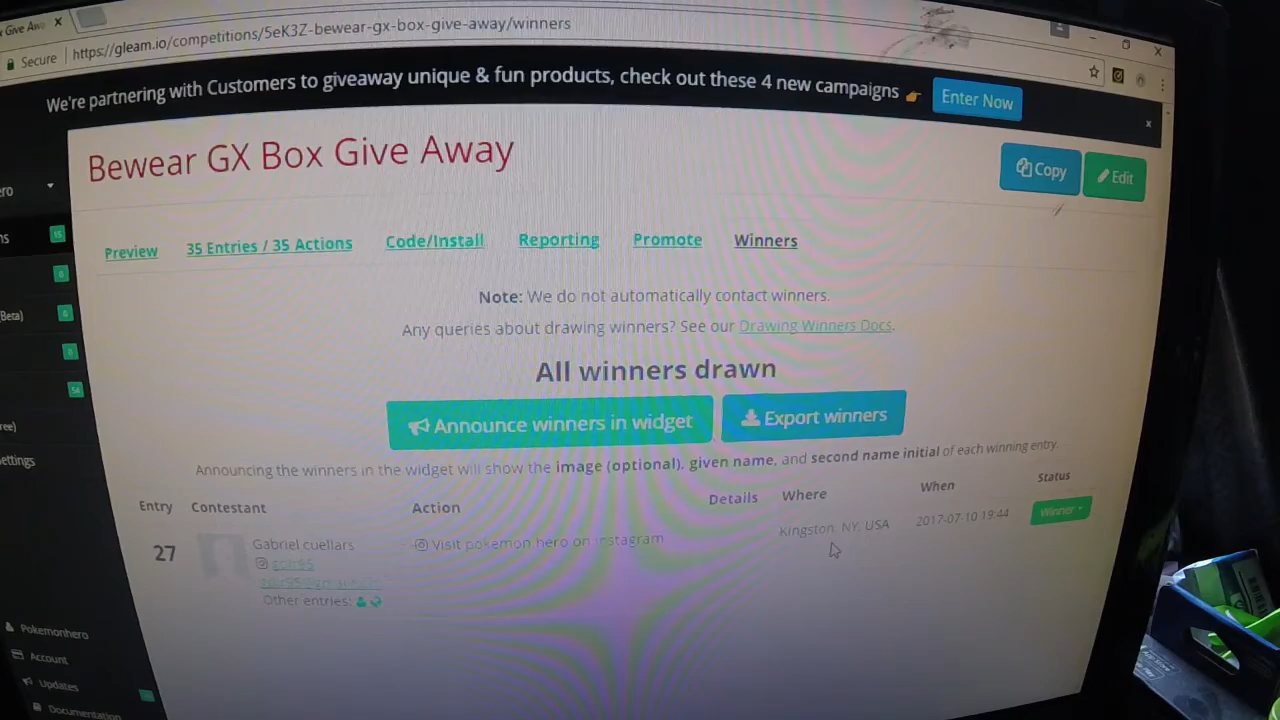 Give Aw
Secure https://gleam.io/competitions/5eK3Z-bewear-gx-box-give-away/winners
We're partnering with Customers to giveaway unique & fun products, check out these 4 new campaigns Enter Now
Bewear GX Box Give Away
Copy Edit
Preview 35 Entries / 35 Actions Code/Install Reporting Promote Winners
Note: We do not automatically contact winners.
Any queries about drawing winners? See our Drawing Winners Docs.
All winners drawn
Announce winners in widget Export winners
Announcing the winners in the widget will show the image (optional), given name, and second name initial of each winning entry.
Entry Contestant Action Details Where When Status
27 Gabriel cuellars Visit pokemon hero on instagram Kingston, NY, USA 2017-07-10 19:44 Winner
Other entries:
(Beta)
ettings
Pokemonhero
Account
Updates
Documentation